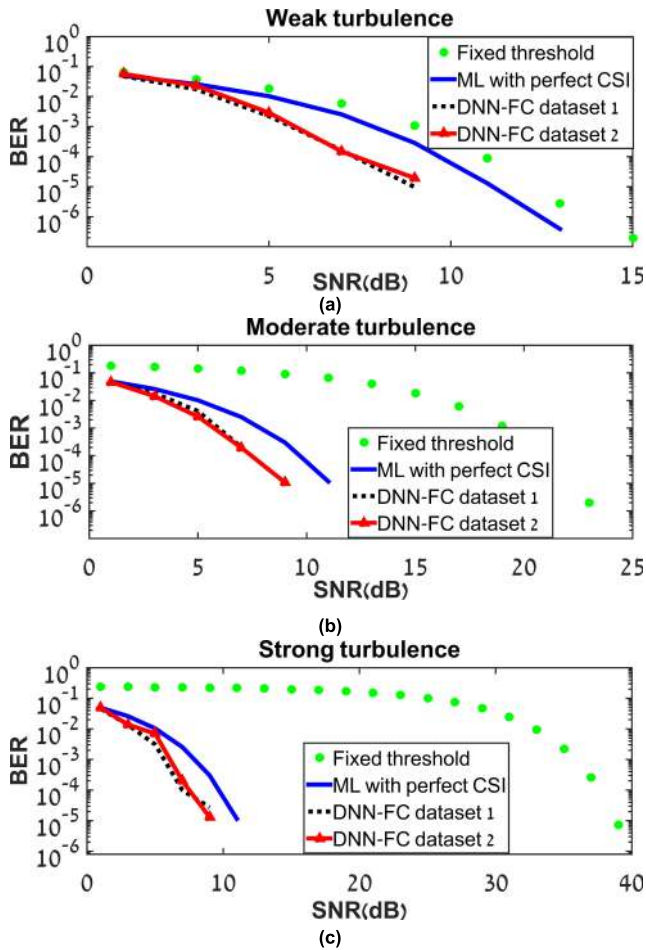 Weak turbulence
10^0
10^-1
10^-2
10^-3
10^-4
10^-5
10^-6
BER
Fixed threshold
ML with perfect CSI
DNN-FC dataset 1
DNN-FC dataset 2
0 5 10 15
SNR(dB)
(a)
Moderate turbulence
10^0
10^-1
10^-2
10^-3
10^-4
10^-5
10^-6
BER
Fixed threshold
ML with perfect CSI
DNN-FC dataset 1
DNN-FC dataset 2
0 5 10 15 20 25
SNR(dB)
(b)
Strong turbulence
10^0
10^-1
10^-2
10^-3
10^-4
10^-5
10^-6
BER
Fixed threshold
ML with perfect CSI
DNN-FC dataset 1
DNN-FC dataset 2
0 10 20 30 40
SNR(dB)
(c)